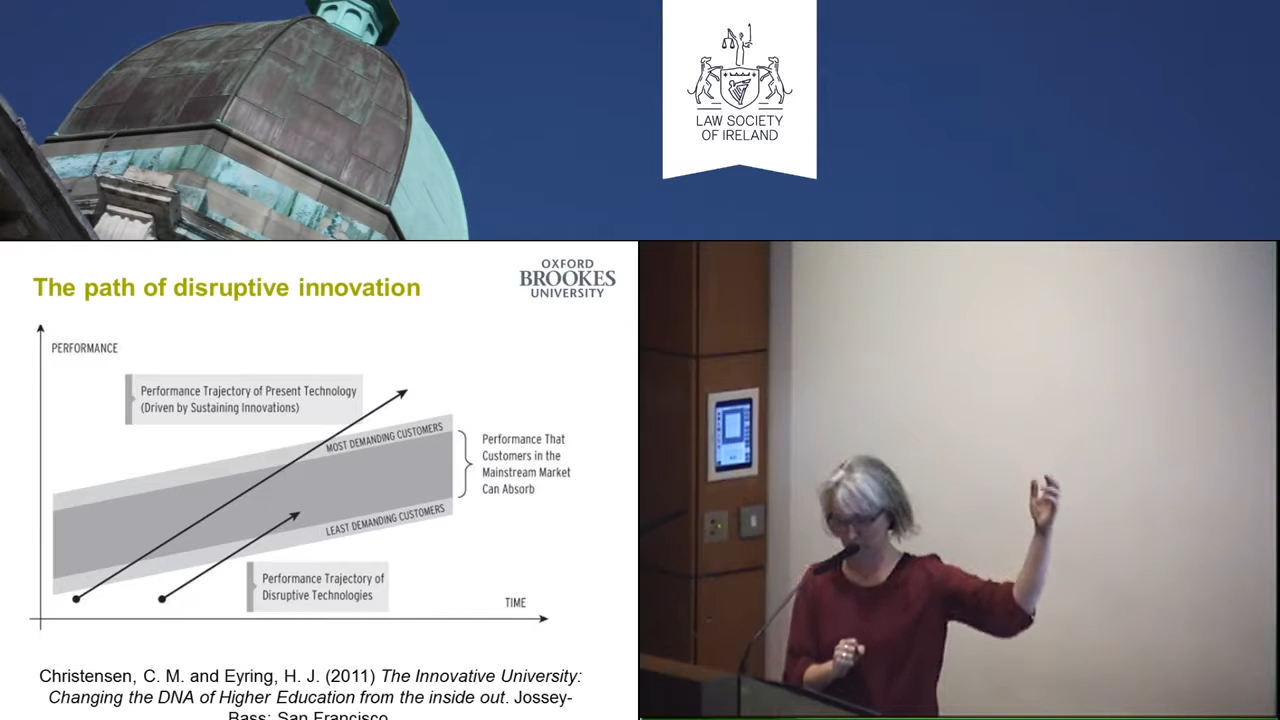 LAW SOCIETY
OF IRELAND
The path of disruptive innovation
OXFORD
BROOKES
UNIVERSITY
PERFORMANCE
Performance Trajectory of Present Technology
(Driven by Sustaining Innovations)
MOST DEMANDING CUSTOMERS
Performance That
Customers in the
Mainstream Market
Can Absorb
LEAST DEMANDING CUSTOMERS
Performance Trajectory of
Disruptive Technologies
TIME
Christensen, C. M. and Eyring, H. J. (2011) The Innovative University:
Changing the DNA of Higher Education from the inside out. Jossey-
Bass: San Francisco